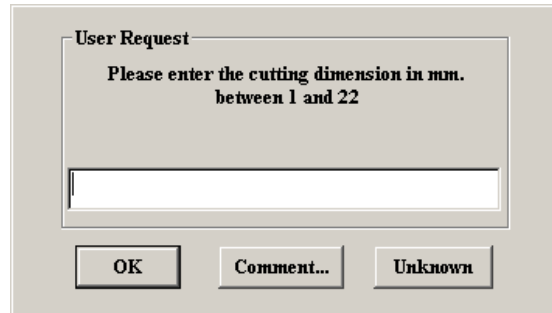 User Request
Please enter the cutting dimension in mm.
between 1 and 22
OK Comment... Unknown